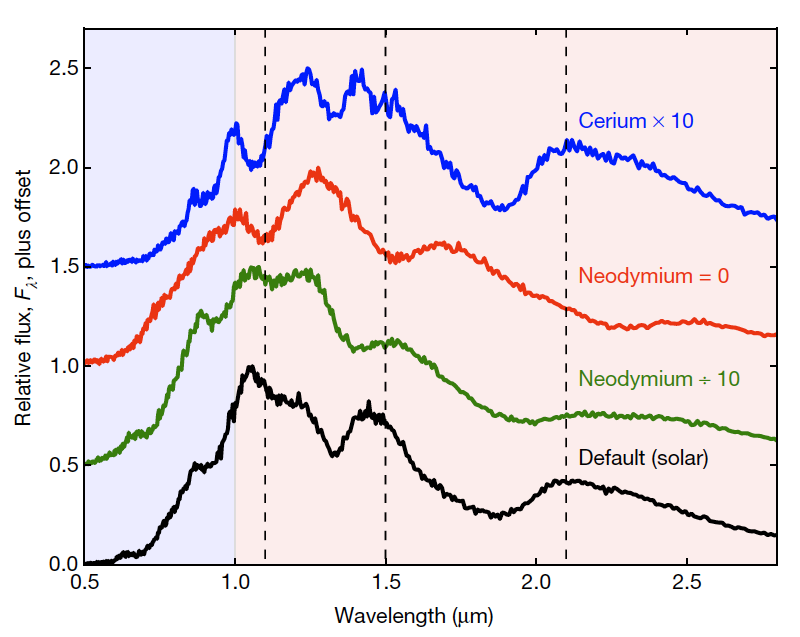 2.5
2.0
1.5
1.0
0.5
0.0
Relative flux, Fλ, plus offset
Cerium × 10
Neodymium = 0
Neodymium ÷ 10
Default (solar)
0.5 1.0 1.5 2.0 2.5
Wavelength (μm)